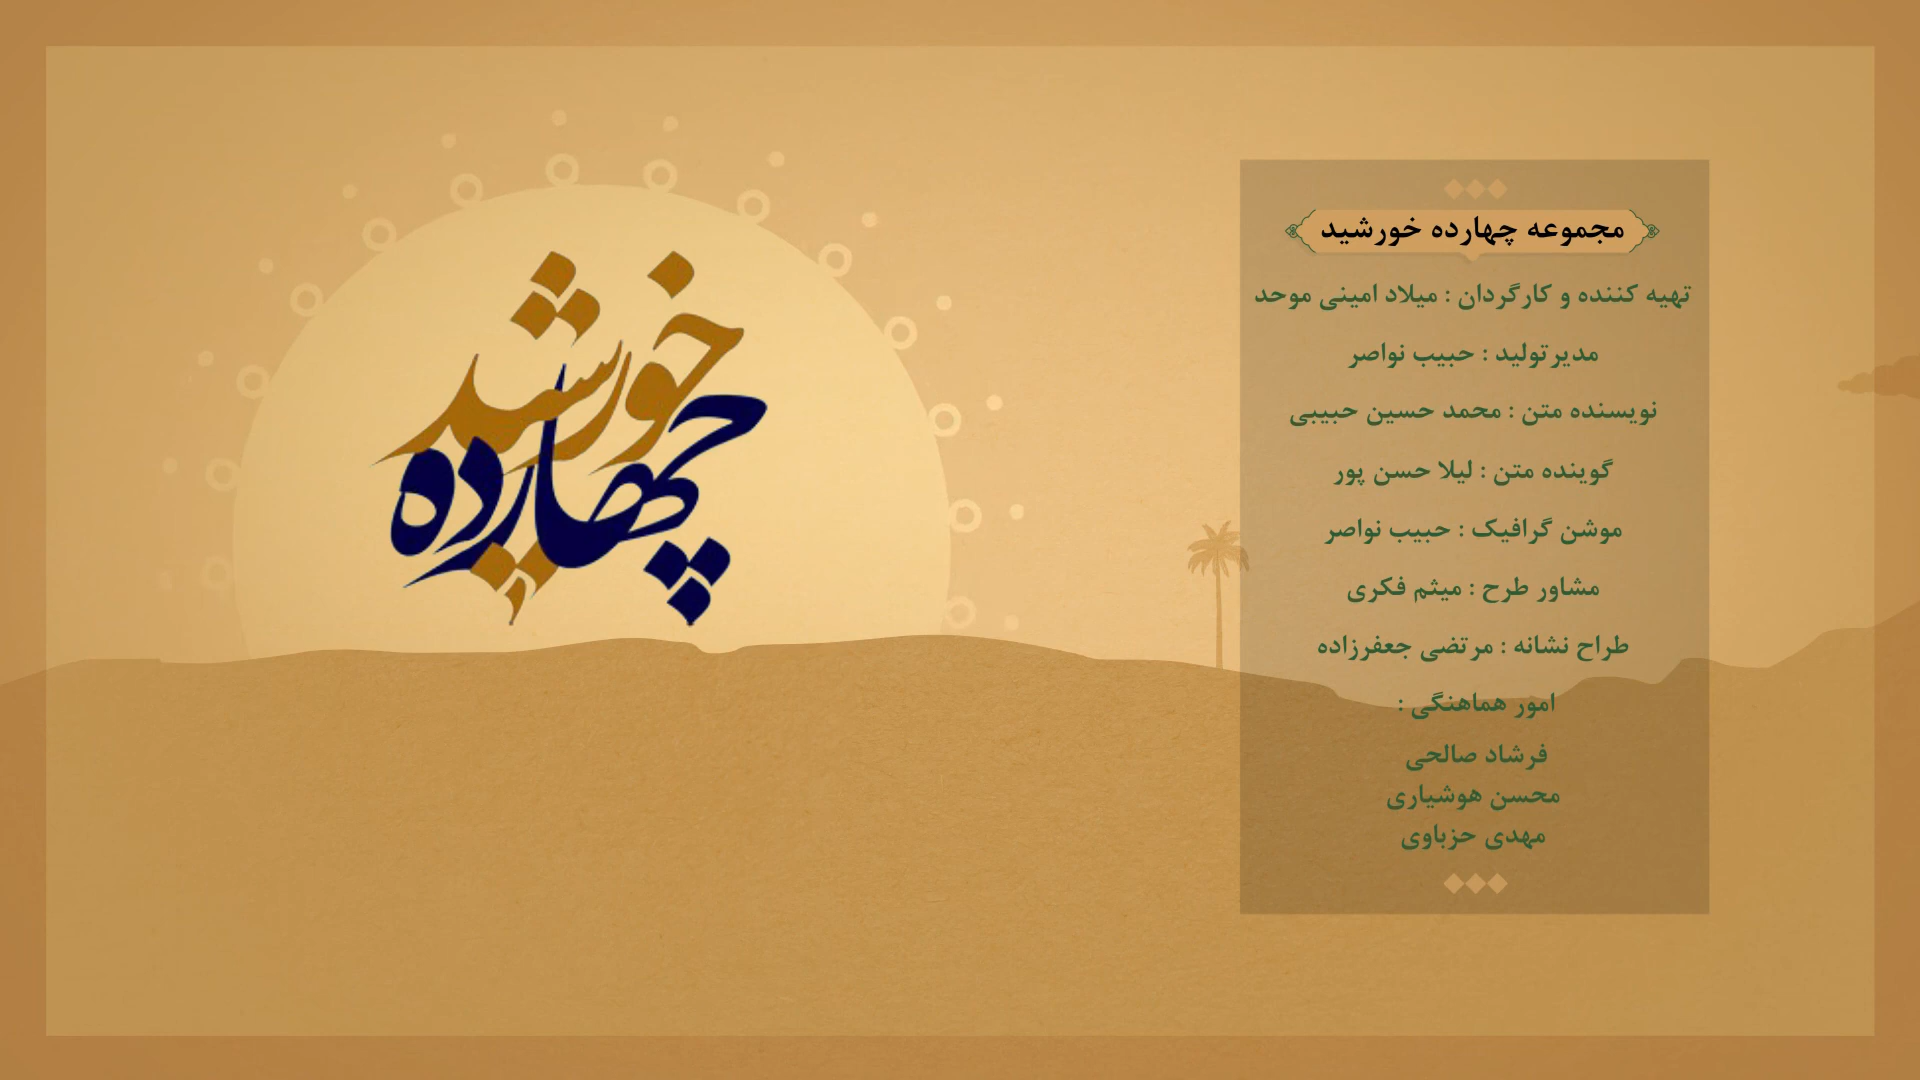 چهارده
خورشید
مجموعه چهارده خورشید
تهیه کننده و کارگردان : میلاد امینی موحد
مدیرتولید : حبیب نواصر
نویسنده متن : محمد حسین حبیبی
گوینده متن : لیلا حسن پور
موشن گرافیک : حبیب نواصر
مشاور طرح : میثم فکری
طراح نشانه : مرتضی جعفرزاده
امور هماهنگی :
فرشاد صالحی
محسن هوشیاری
مهدی حزباوی